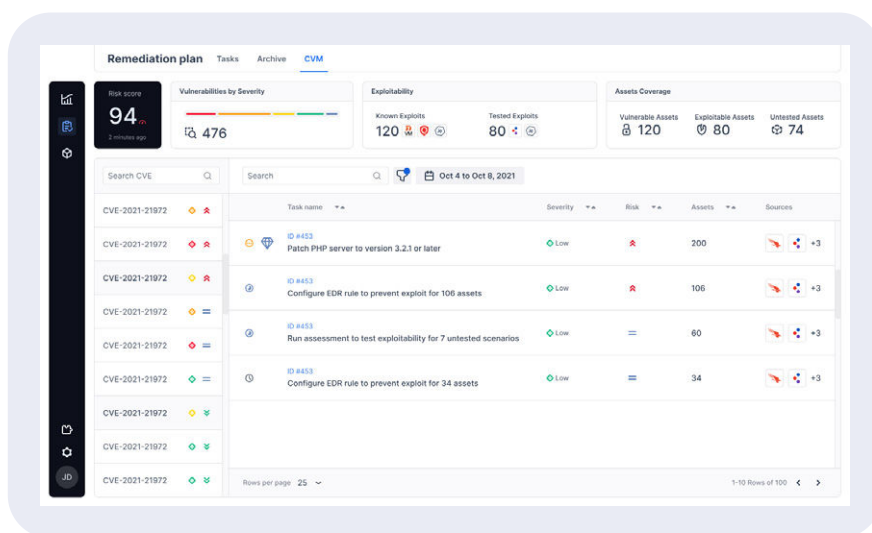 Remediation plan Tasks Archive CVM
Risk score
94
2 minutes ago
Vulnerabilities by Severity
476
Exploitability
Known Exploits Tested Exploits
120 80
Assets Coverage
Vulnerable Assets Exploitable Assets Untested Assets
120 80 74
Search CVE
Search
Oct 4 to Oct 8, 2021
CVE-2021-21972
CVE-2021-21972
CVE-2021-21972
CVE-2021-21972
CVE-2021-21972
CVE-2021-21972
CVE-2021-21972
CVE-2021-21972
CVE-2021-21972
Task name Severity Risk Assets Sources
ID #453
Patch PHP server to version 3.2.1 or later Low 200 +3
ID #453
Configure EDR rule to prevent exploit for 106 assets Low 106 +3
ID #453
Run assessment to test exploitability for 7 untested scenarios Low 60 +3
ID #453
Configure EDR rule to prevent exploit for 34 assets Low 34 +3
Rows per page 25 1-10 Rows of 100
JD